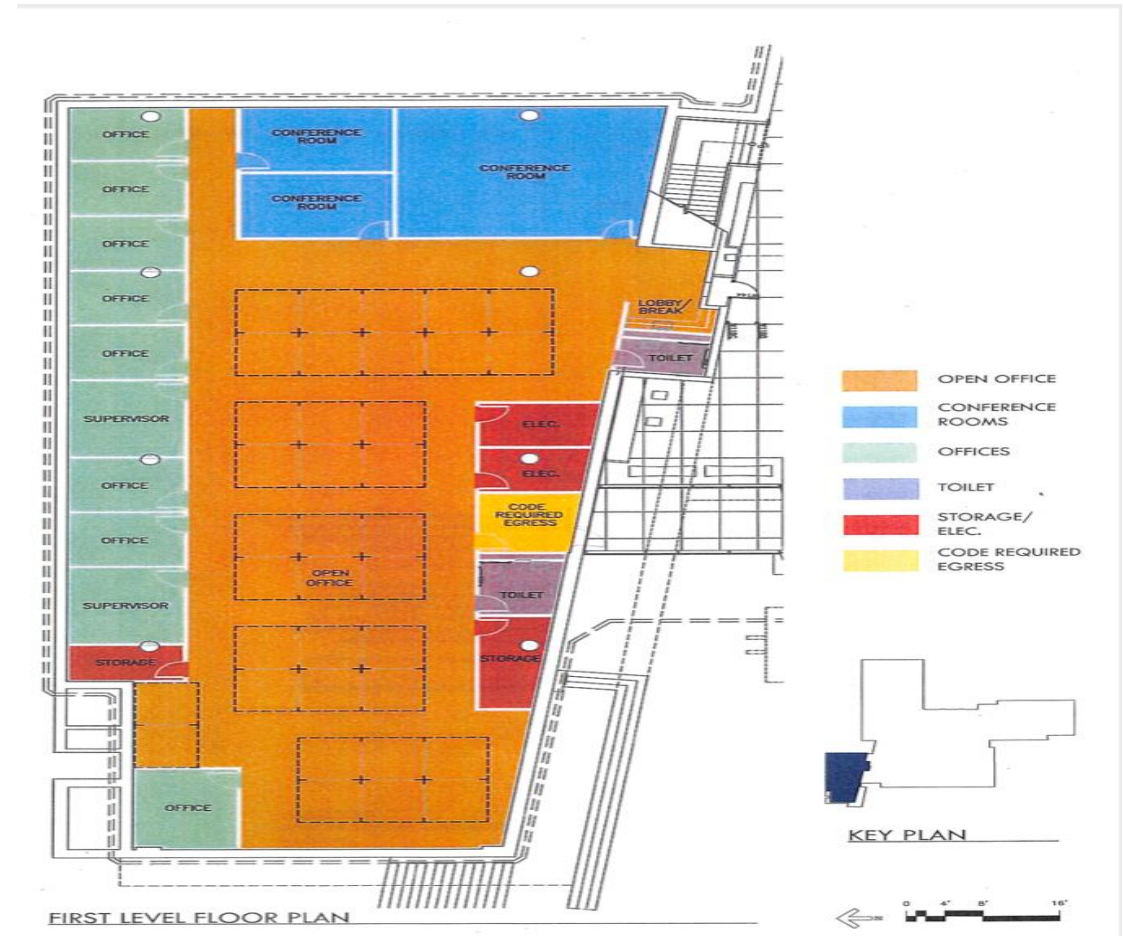 OFFICE
CONFERENCE
ROOM
CONFERENCE
ROOM
OFFICE
CONFERENCE
ROOM
OFFICE
OFFICE
LOBBY/
BREAK
OFFICE
TOILET
SUPERVISOR
ELEC.
ELEC.
OFFICE
CODE
REQUIRED
EGRESS
OFFICE
OPEN
OFFICE
TOILET
SUPERVISOR
STORAGE
STORAGE
OFFICE
FIRST LEVEL FLOOR PLAN
OPEN OFFICE
CONFERENCE
ROOMS
OFFICES
TOILET
STORAGE/
ELEC.
CODE REQUIRED
EGRESS
KEY PLAN
0 4' 8' 16'